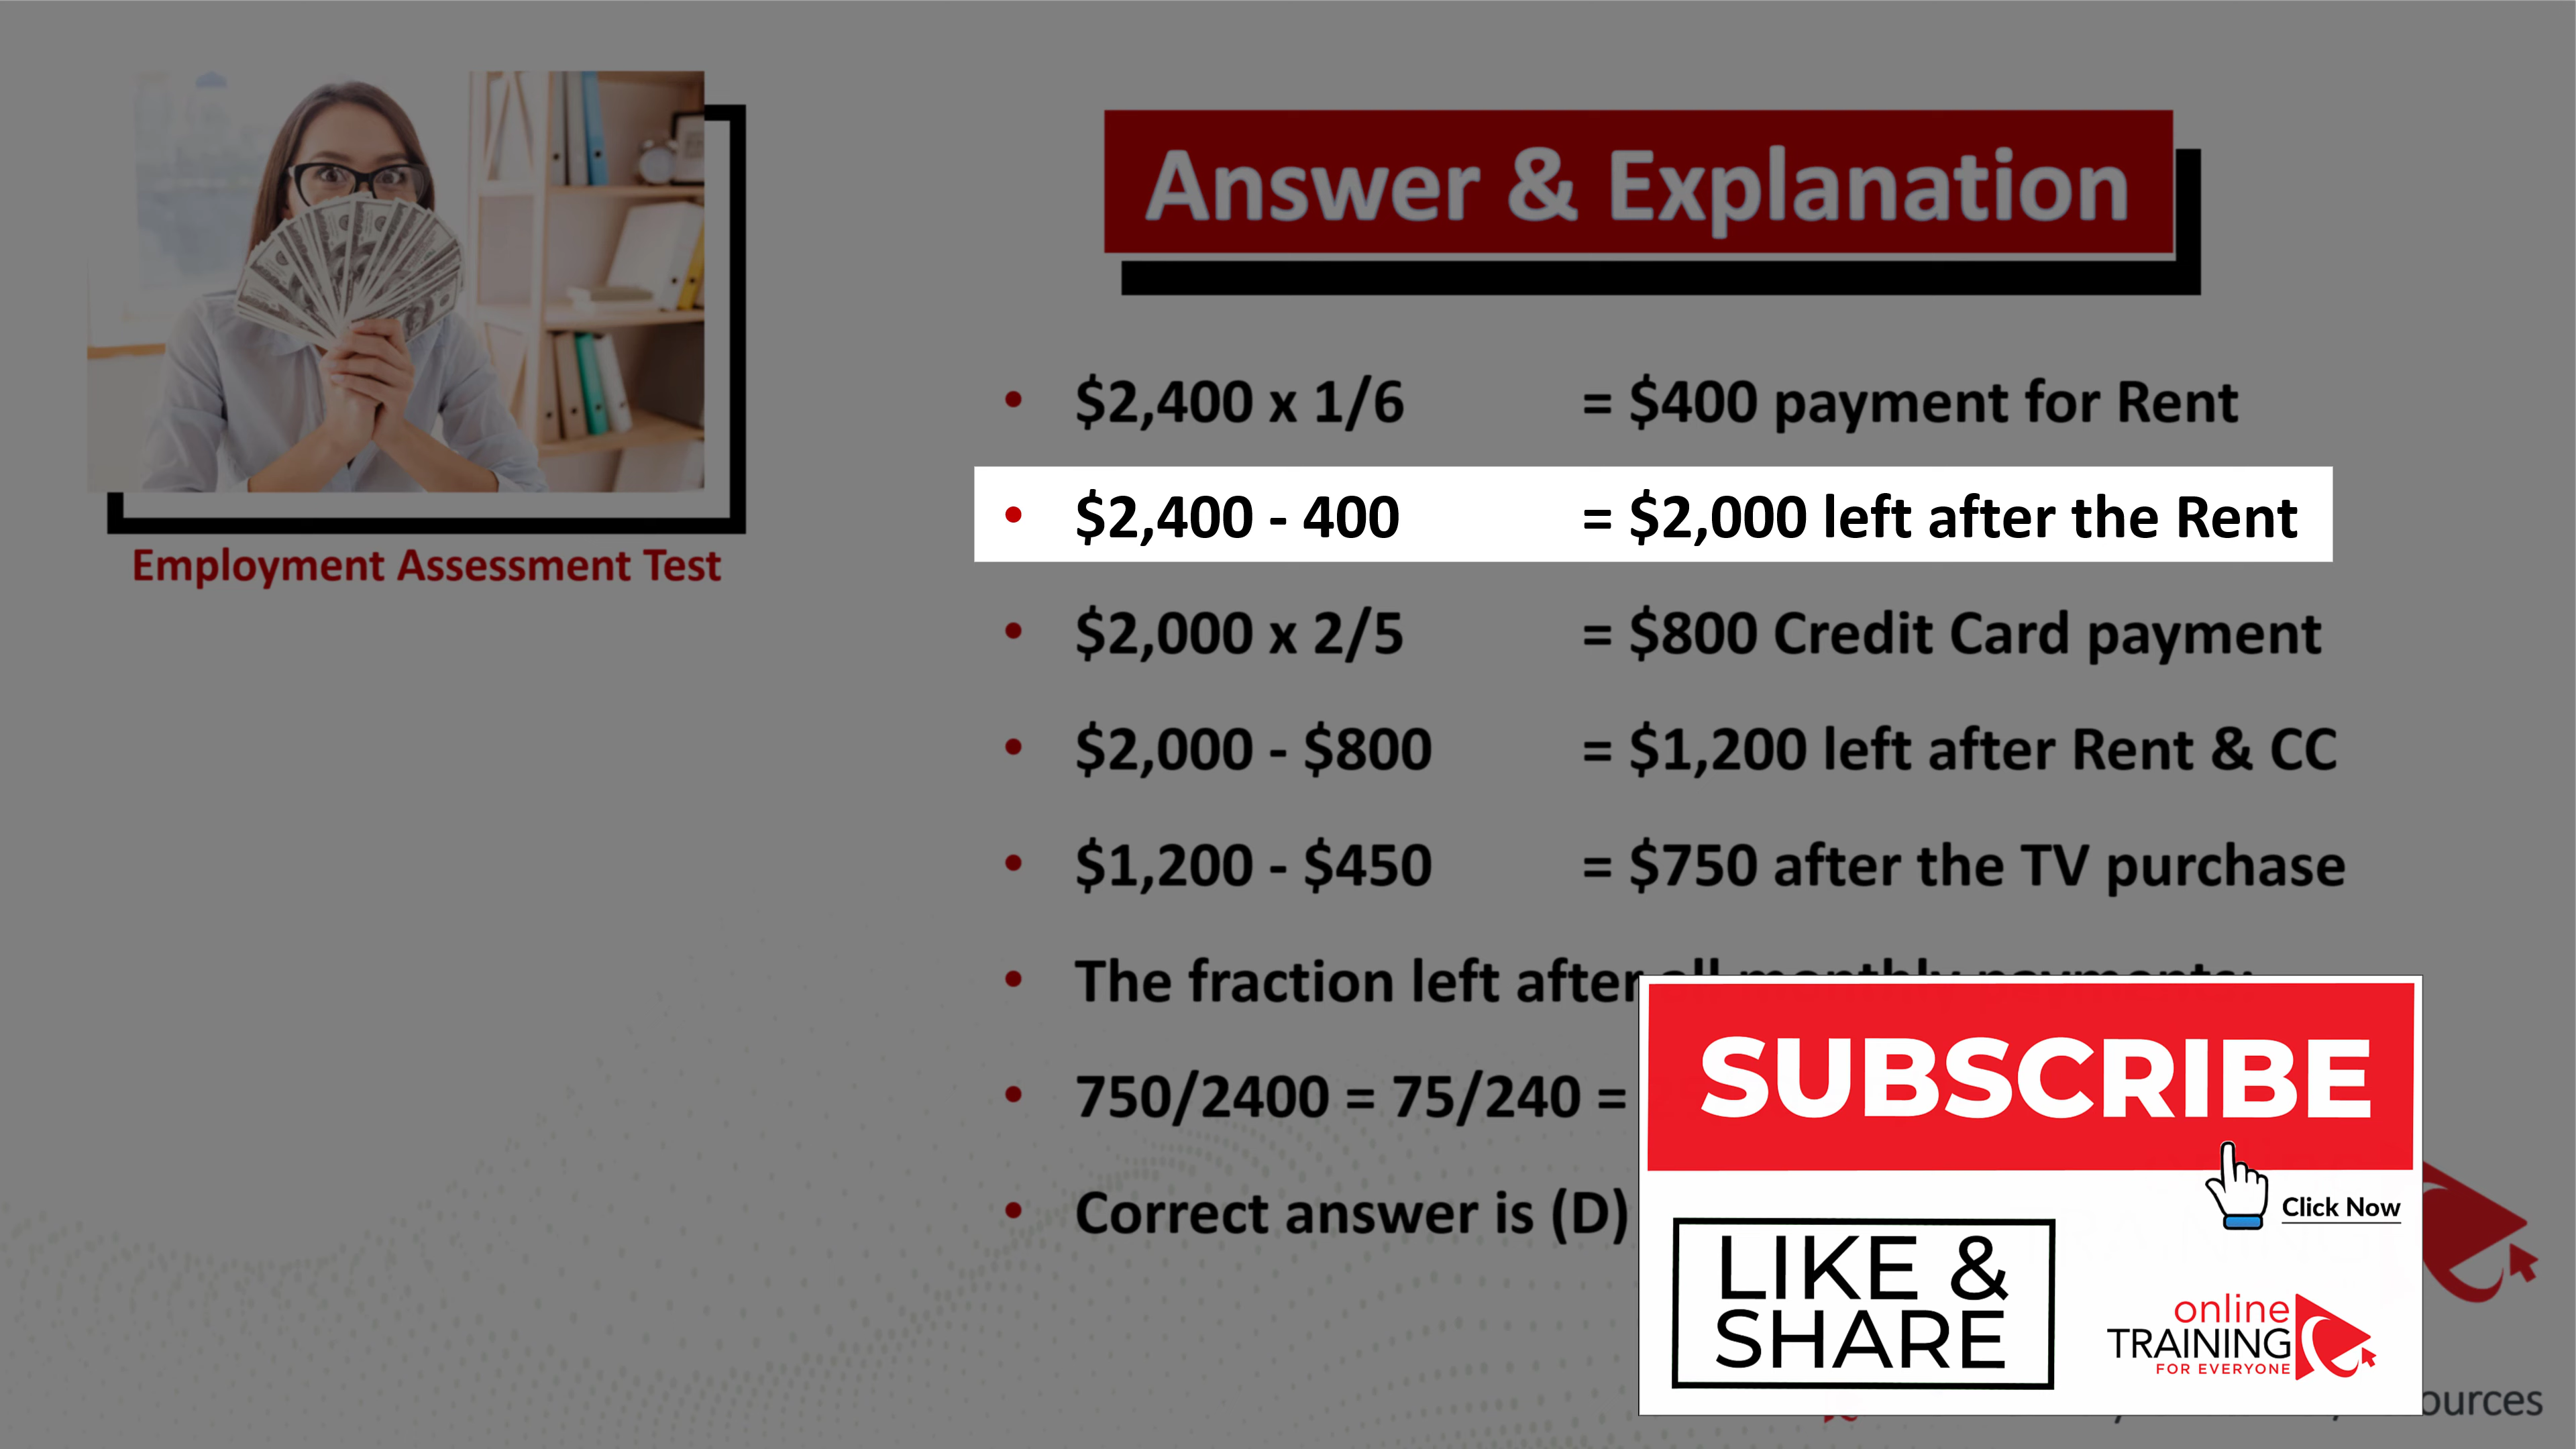 Answer & Explanation
Employment Assessment Test
• $2,400 x 1/6 = $400 payment for Rent
• $2,400 - 400 = $2,000 left after the Rent
• $2,000 x 2/5 = $800 Credit Card payment
• $2,000 - $800 = $1,200 left after Rent & CC
• $1,200 - $450 = $750 after the TV purchase
• The fraction left after all monthly payments:
• 750/2400 = 75/240 =
• Correct answer is (D)
SUBSCRIBE
Click Now
LIKE &
SHARE
online
TRAINING
FOR EVERYONE